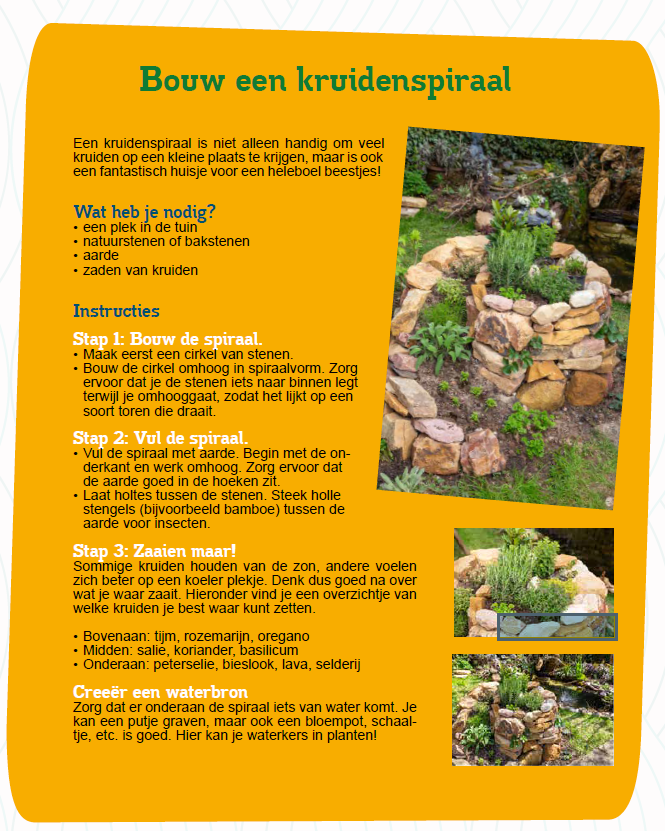 Bouw een kruidenspiraal
Een kruidenspiraal is niet alleen handig om veel
kruiden op een kleine plaats te krijgen, maar is ook
een fantastisch huisje voor een heleboel beestjes!
Wat heb je nodig?
• een plek in de tuin
• natuurstenen of bakstenen
• aarde
• zaden van kruiden
Instructies
Stap 1: Bouw de spiraal.
• Maak eerst een cirkel van stenen.
• Bouw de cirkel omhoog in spiraalvorm. Zorg
ervoor dat je de stenen iets naar binnen legt
terwijl je omhooggaat, zodat het lijkt op een
soort toren die draait.
Stap 2: Vul de spiraal.
• Vul de spiraal met aarde. Begin met de on-
derkant en werk omhoog. Zorg ervoor dat
de aarde goed in de hoeken zit.
• Laat holtes tussen de stenen. Steek holle
stengels (bijvoorbeeld bamboe) tussen de
aarde voor insecten.
Stap 3: Zaaien maar!
Sommige kruiden houden van de zon, andere voelen
zich beter op een koeler plekje. Denk dus goed na over
wat je waar zaait. Hieronder vind je een overzichtje van
welke kruiden je best waar kunt zetten.
• Bovenaan: tijm, rozemarijn, oregano
• Midden: salie, koriander, basilicum
• Onderaan: peterselie, bieslook, lava, selderij
Creeër een waterbron
Zorg dat er onderaan de spiraal iets van water komt. Je
kan een putje graven, maar ook een bloempot, schaal-
tje, etc. is goed. Hier kan je waterkers in planten!